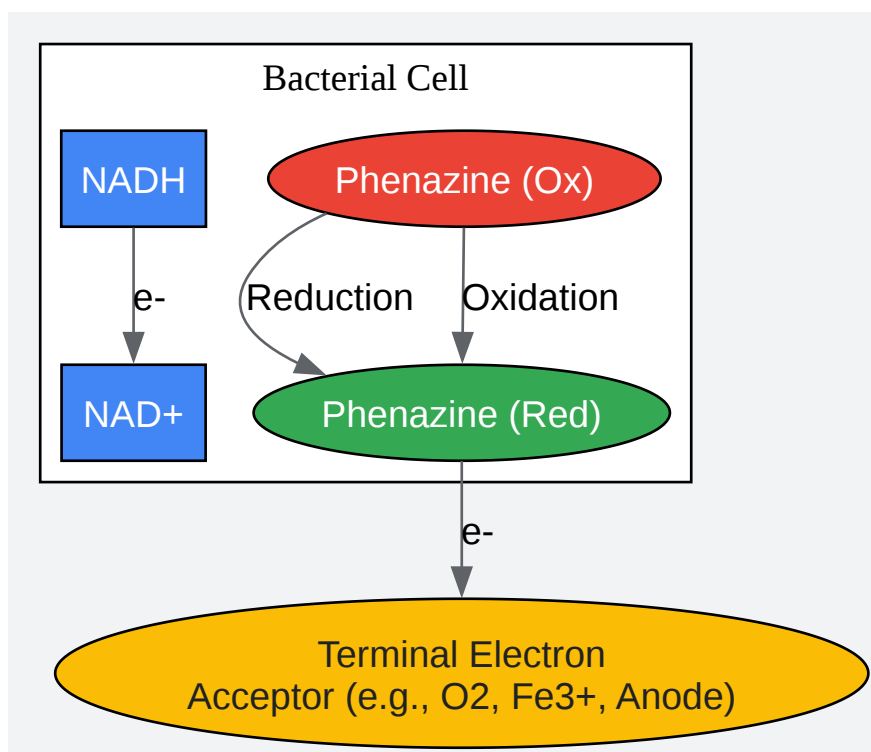 Bacterial Cell
NADH
Phenazine (Ox)
e-
Reduction
Oxidation
NAD+
Phenazine (Red)
e-
Terminal Electron
Acceptor (e.g., O2, Fe3+, Anode)